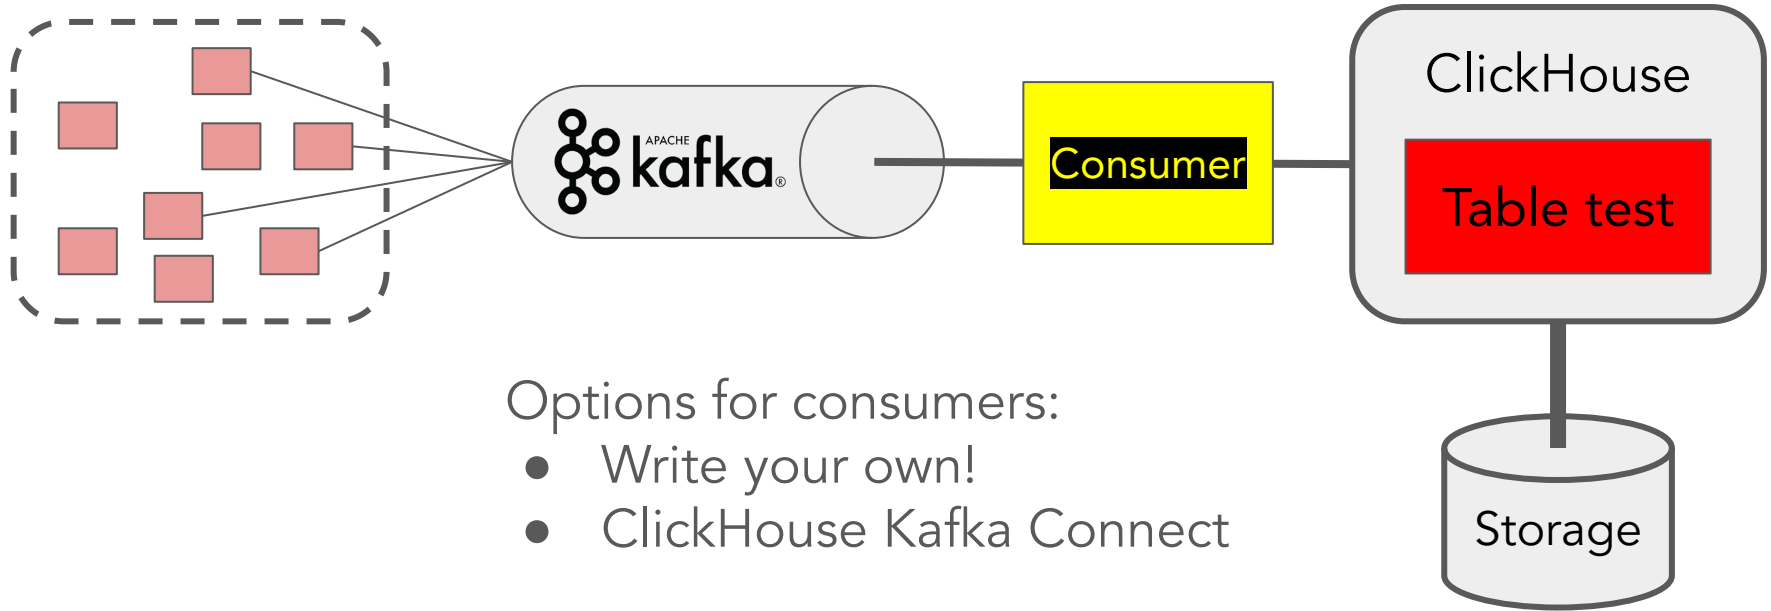 ClickHouse
APACHE
kafka®
Consumer
Table test
Options for consumers:
● Write your own!
● ClickHouse Kafka Connect
Storage